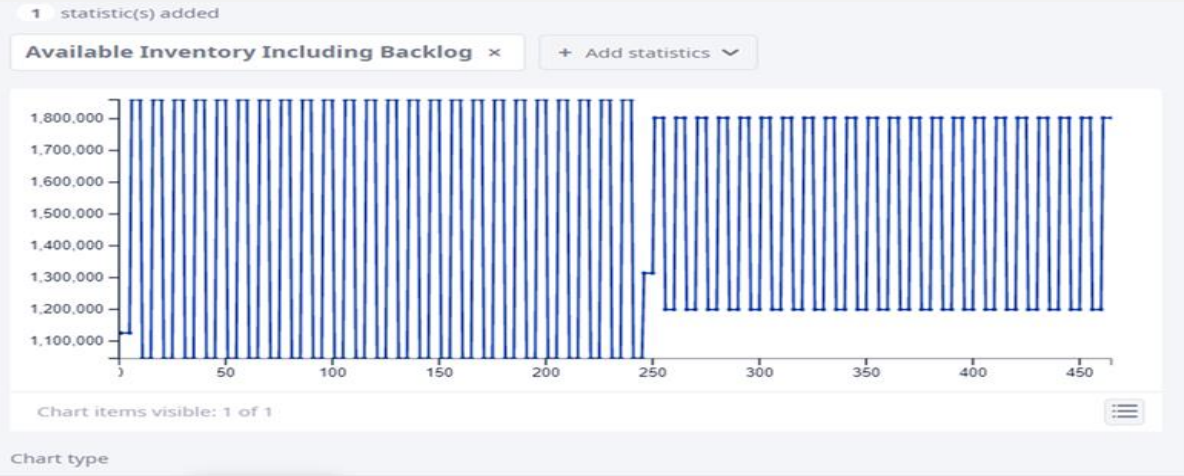 1 statistic(s) added
Available Inventory Including Backlog ×
+ Add statistics
1,800,000
1,700,000
1,600,000
1,500,000
1,400,000
1,300,000
1,200,000
1,100,000
50 100 150 200 250 300 350 400 450
Chart items visible: 1 of 1
Chart type